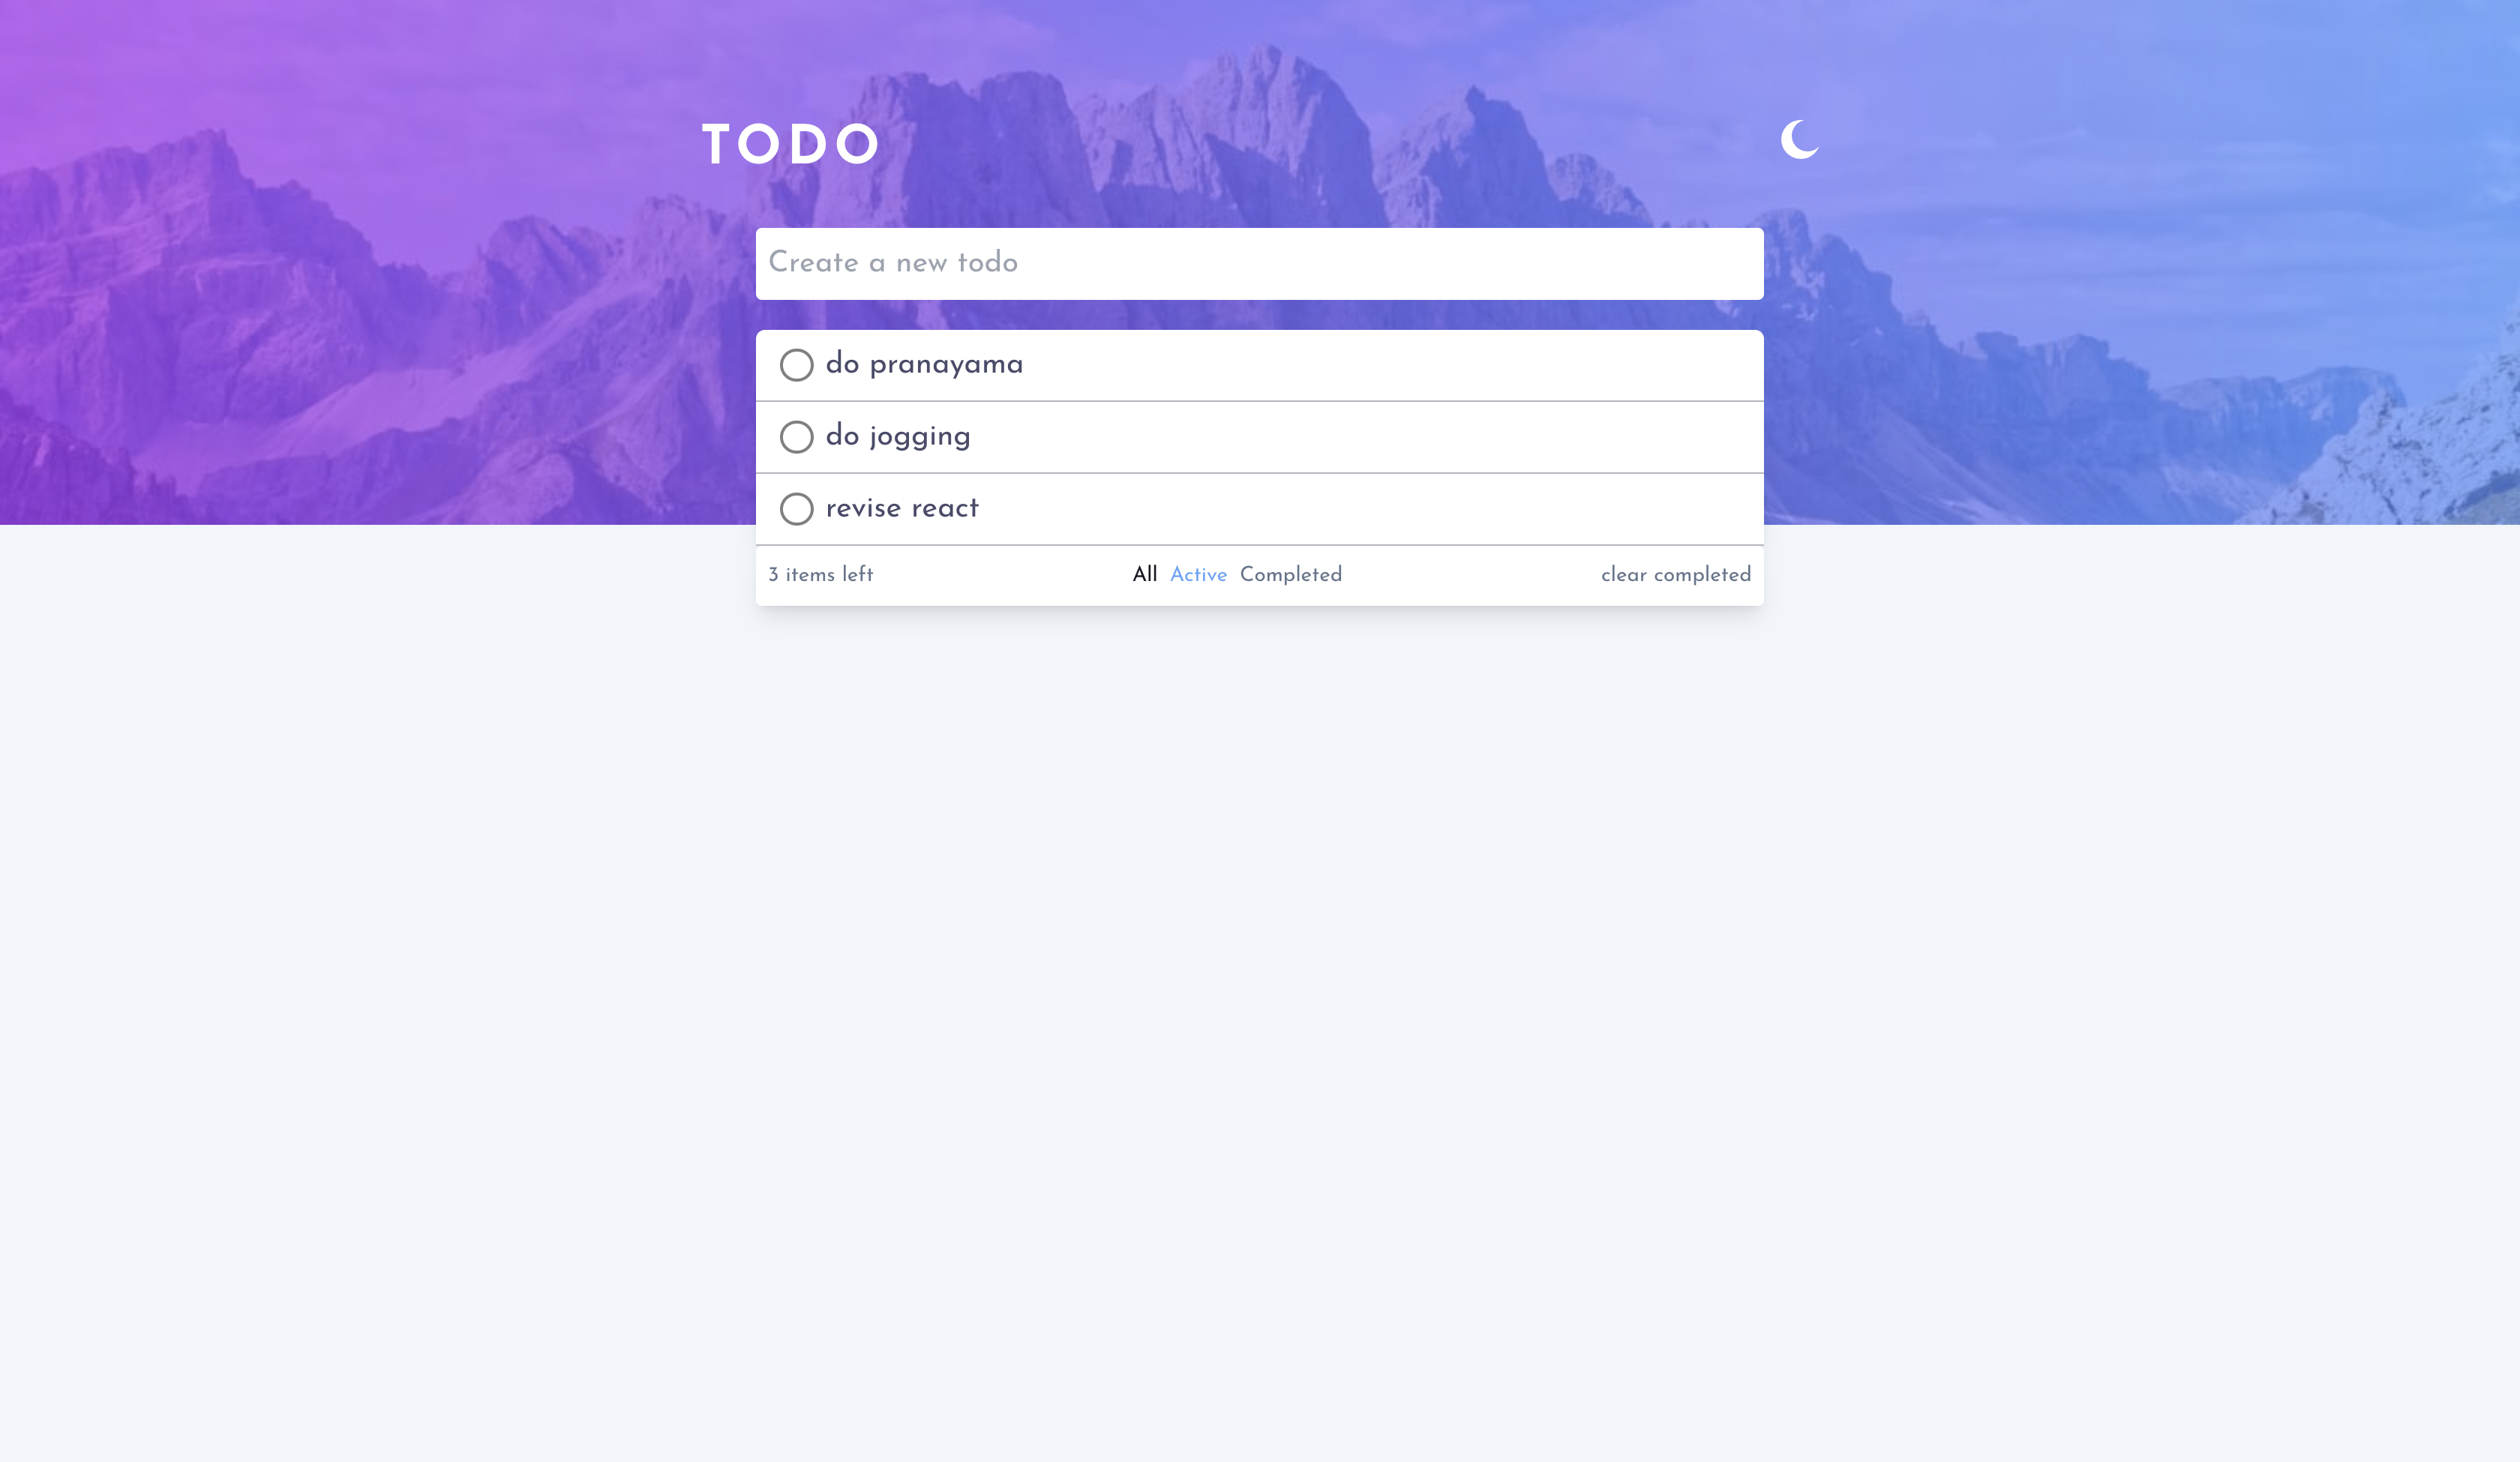 TODO
Create a new todo
do pranayama
do jogging
revise react
3 items left All Active Completed clear completed